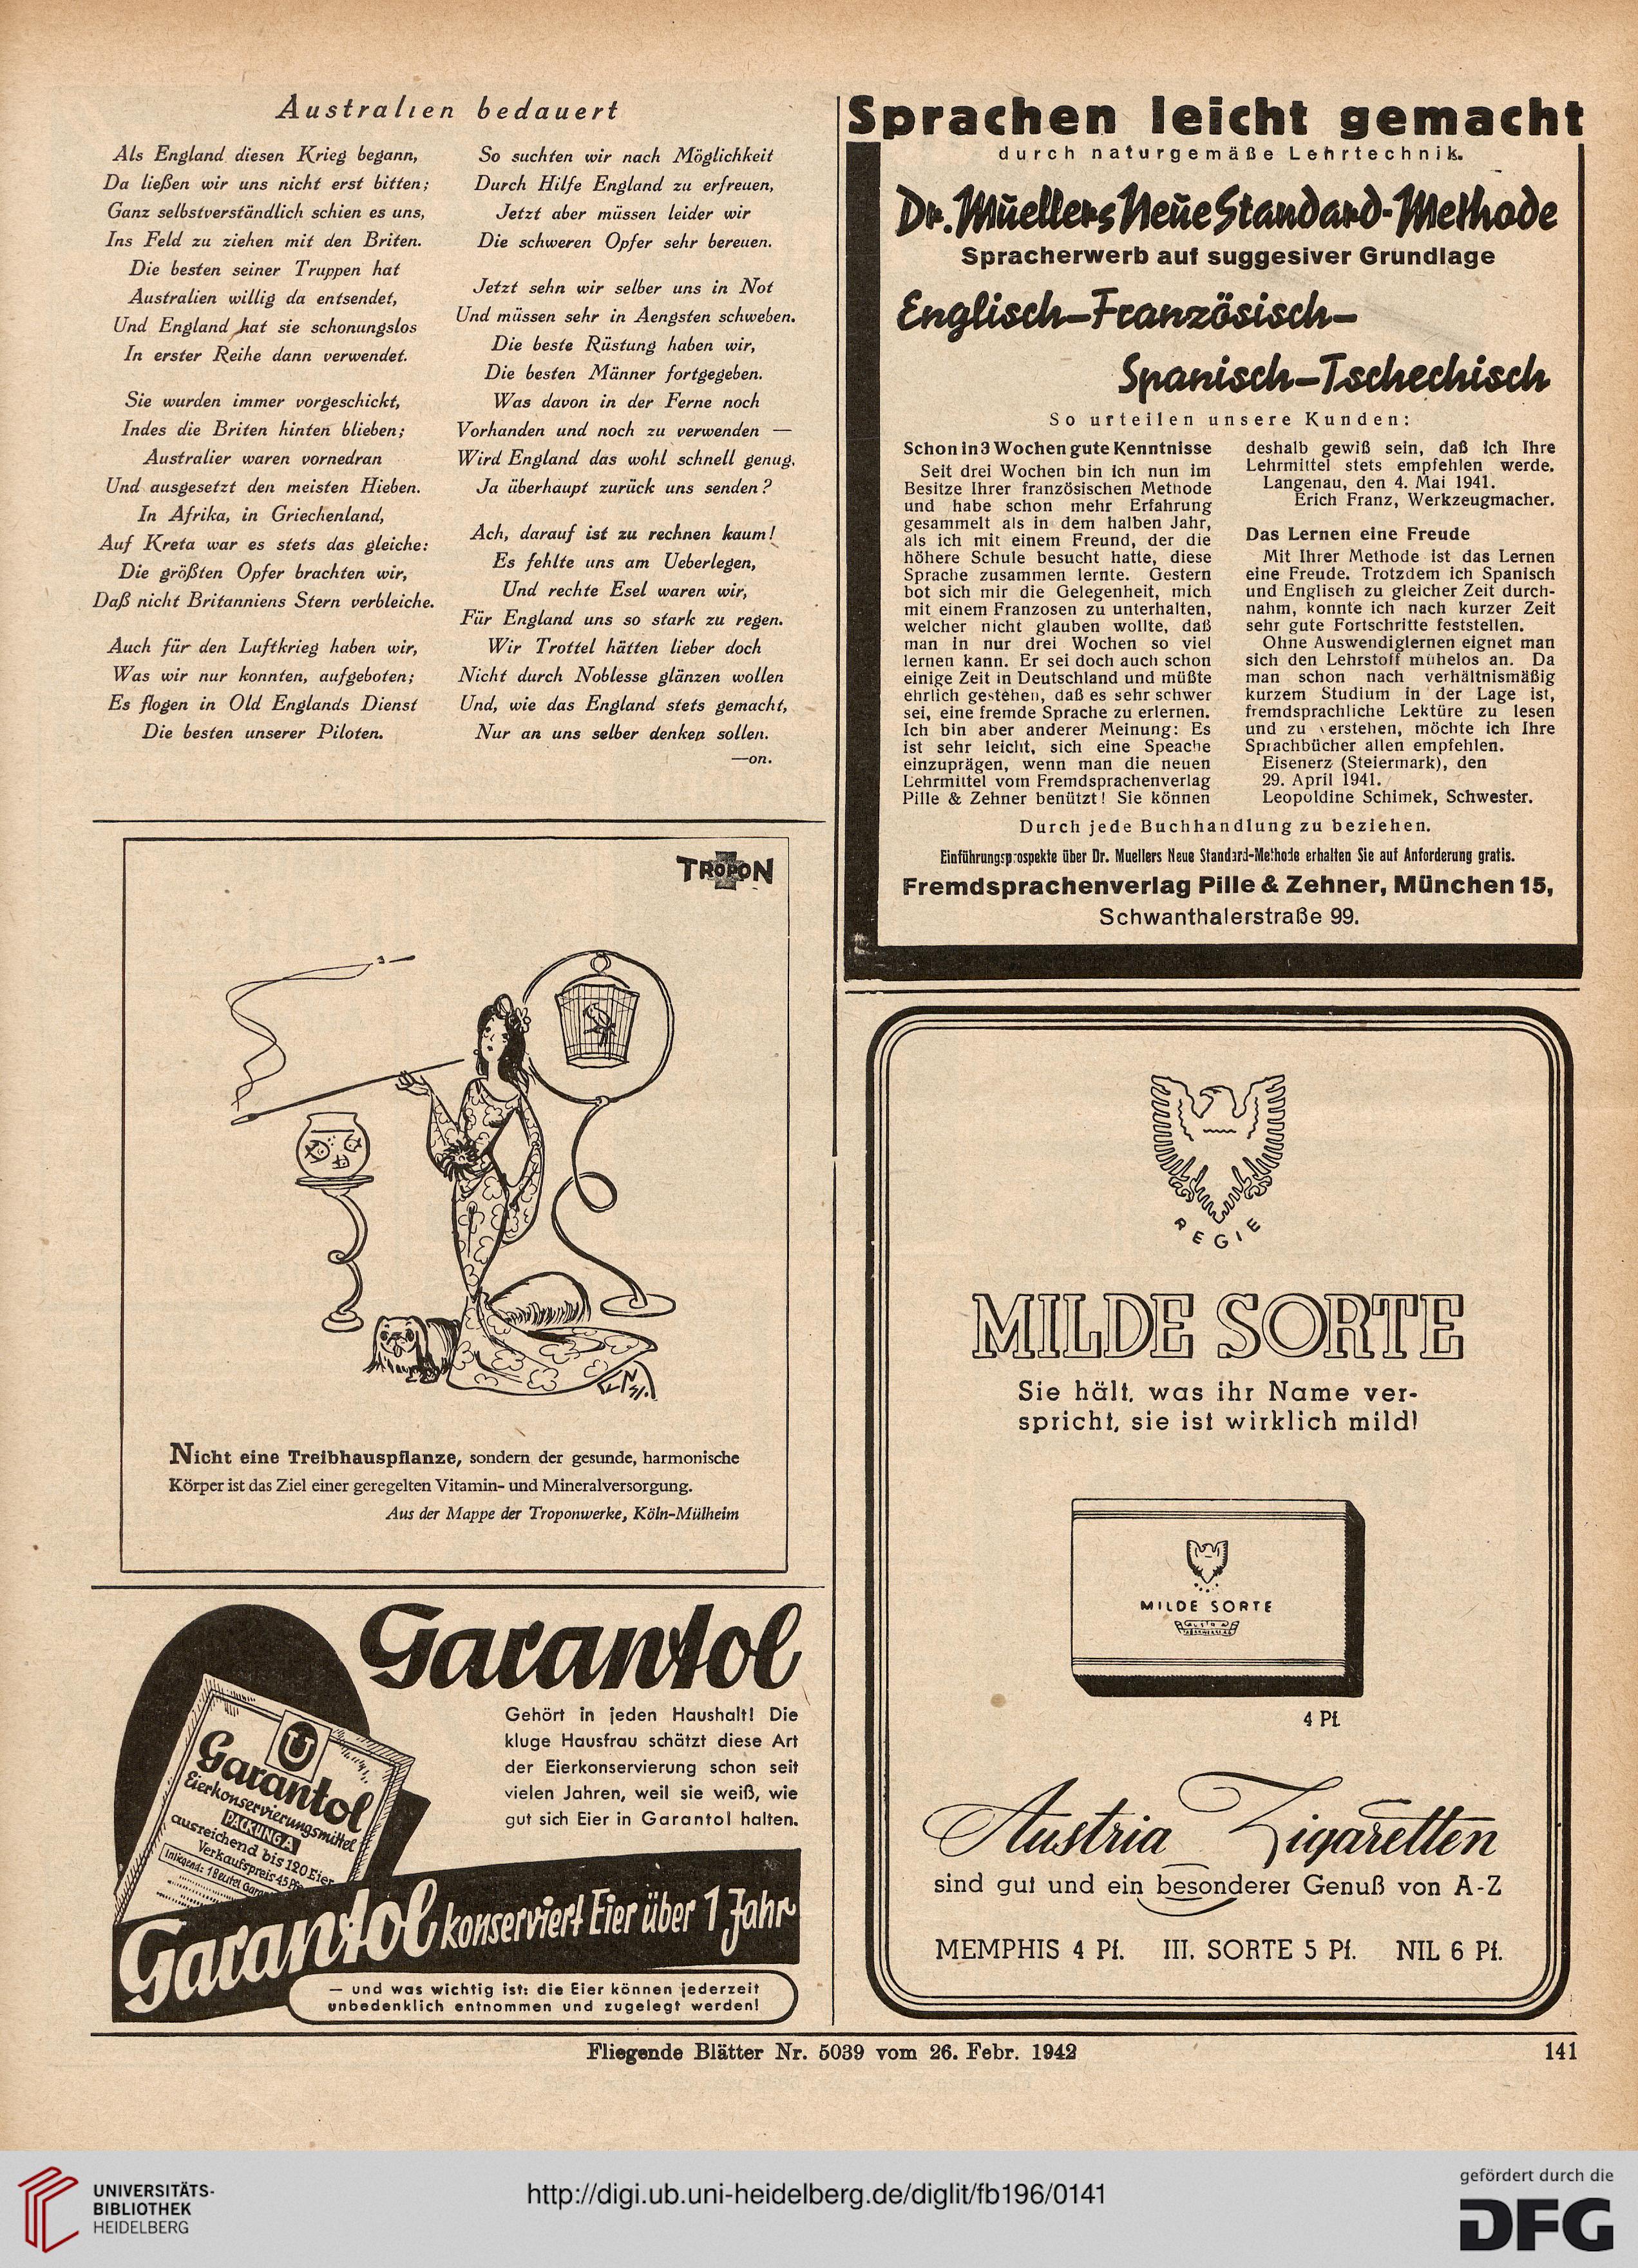 Australien bedauert
Als England diesen Krieg begann,
Da ließen wir uns nicht erst bitten;
Ganz selbstverständlich schien es uns,
Ins Feld zu ziehen mit den Briten.
Die besten seiner Truppen hat
Australien willig da entsendet,
Und England hat sie schonungslos
In erster Reihe dann verwendet.
Sie wurden immer vorgeschickt,
Indes die Briten hinten blieben;
Australier waren vornedran
Und ausgesetzt den meisten Hieben.
In Afrika, in Griechenland,
Auf Kreta war es stets das gleiche:
Die größten Opfer brachten wir,
Daß nicht Britanniens Stern verbleiche.
Auch für den Luftkrieg haben wir,
Was wir nur konnten, aufgeboten;
Es flogen in Old Englands Dienst
Die besten unserer Piloten.
So suchten wir nach Möglichkeit
Durch Hilfe England zu erfreuen,
Jetzt aber müssen leider wir
Die schweren Opfer sehr bereuen.
Jetzt sehn wir selber uns in Not
Und müssen sehr in Aengsten schweben.
Die beste Rüstung haben wir,
Die besten Männer fortgegeben.
Was davon in der Ferne noch
Vorhanden und noch zu verwenden —
Wird England das wohl schnell genug,
Ja überhaupt zurück uns senden?
Ach, darauf ist zu rechnen kaum!
Es fehlte uns am Ueberlegen,
Und rechte Esel waren wir,
Für England uns so stark zu regen.
Wir Trottel hätten lieber doch
Nicht durch Noblesse glänzen wollen
Und, wie das England stets gemacht,
Nur an uns selber denken sollen.
—on.
TROPON
Nicht eine Treibhauspflanze, sondern der gesunde, harmonische
Körper ist das Ziel einer geregelten Vitamin- und Mineralversorgung.
Aus der Mappe der Troponwerke, Köln-Mülheim
Garantol
Gehört in jeden Haushalt! Die
kluge Hausfrau schätzt diese Art
der Eierkonservierung schon seit
vielen Jahren, weil sie weiß, wie
gut sich Eier in Garantol halten.
Garantol
Eierkonservierungsmittel
PACKUNG A
ausreichend bis 120 Eier
Verkaufspreis 45 Pf
Inliegend: 1 Beutel
Garantol konserviert Eier über 1 Jahr
— und was wichtig ist: die Eier können jederzeit
unbedenklich entnommen und zugelegt werden!
Sprachen leicht gemacht
durch naturgemäße Lehrtechnik.
Dr. Muellers Neue Standard-Methode
Spracherwerb auf suggesiver Grundlage
Englisch–Französisch–
Spanisch–Tschechisch
So urteilen unsere Kunden:
Schon in 3 Wochen gute Kenntnisse
Seit drei Wochen bin ich nun im
Besitze Ihrer französischen Methode
und habe schon mehr Erfahrung
gesammelt als in dem halben Jahr,
als ich mit einem Freund, der die
höhere Schule besucht hatte, diese
Sprache zusammen lernte. Gestern
bot sich mir die Gelegenheit, mich
mit einem Franzosen zu unterhalten,
welcher nicht glauben wollte, daß
man in nur drei Wochen so viel
lernen kann. Er sei doch auch schon
einige Zeit in Deutschland und müßte
ehrlich gestehen, daß es sehr schwer
sei, eine fremde Sprache zu erlernen.
Ich bin aber anderer Meinung: Es
ist sehr leicht, sich eine Speache
einzuprägen, wenn man die neuen
Lehrmittel vom Fremdsprachenverlag
Pille & Zehner benützt! Sie können
deshalb gewiß sein, daß ich Ihre
Lehrmittel stets empfehlen werde.
Langenau, den 4. Mai 1941.
Erich Franz, Werkzeugmacher.
Das Lernen eine Freude
Mit Ihrer Methode ist das Lernen
eine Freude. Trotzdem ich Spanisch
und Englisch zu gleicher Zeit durch-
nahm, konnte ich nach kurzer Zeit
sehr gute Fortschritte feststellen.
Ohne Auswendiglernen eignet man
sich den Lehrstoff mühelos an. Da
man schon nach verhältnismäßig
kurzem Studium in der Lage ist,
fremdsprachliche Lektüre zu lesen
und zu verstehen, möchte ich Ihre
Sprachbücher allen empfehlen.
Eisenerz (Steiermark), den
29. April 1941.
Leopoldine Schimek, Schwester.
Durch jede Buchhandlung zu beziehen.
Einführungsprospekte über Dr. Muellers Neue Standard-Methode erhalten Sie auf Anforderung gratis.
Fremdsprachenverlag Pille & Zehner, München 15,
Schwanthalerstraße 99.
REGIE
MILDE SORTE
Sie hält, was ihr Name ver-
spricht, sie ist wirklich mild!
MILDE SORTE
4 Pf.
Austria Zigaretten
sind gut und ein besonderer Genuß von A-Z
MEMPHIS 4 Pf. III. SORTE 5 Pf. NIL 6 Pf.
Fliegende Blätter Nr. 5039 vom 26. Febr. 1942
141
UNIVERSITÄTS-
BIBLIOTHEK
HEIDELBERG
http://digi.ub.uni-heidelberg.de/diglit/fb196/0141
gefördert durch die
DFG